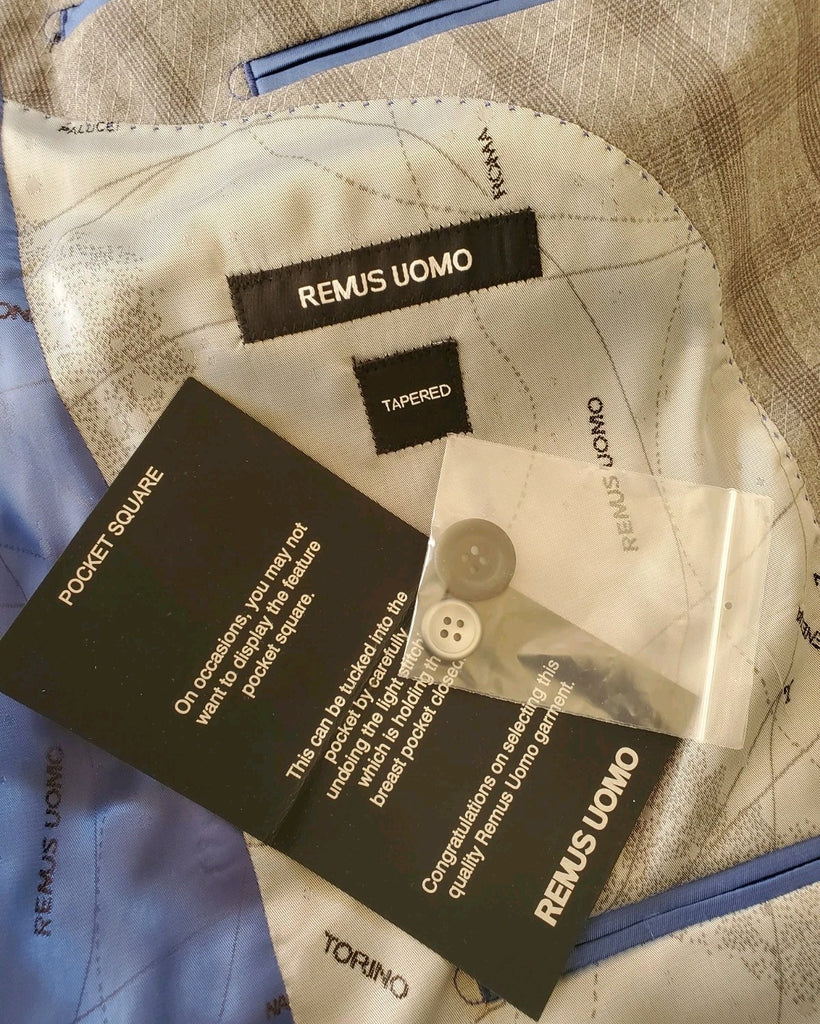 PALUCEI
ROMA
REMUS UOMO
TAPERED
REMUS UOMO
POCKET SQUARE
On occasions, you may not
want to display the feature
pocket square.
This can be tucked into the
pocket by carefully
undoing the light stitching
which is holding the
breast pocket closed.
Congratulations on selecting this
quality Remus Uomo garment.
REMUS UOMO
REMUS UOMO
TORINO